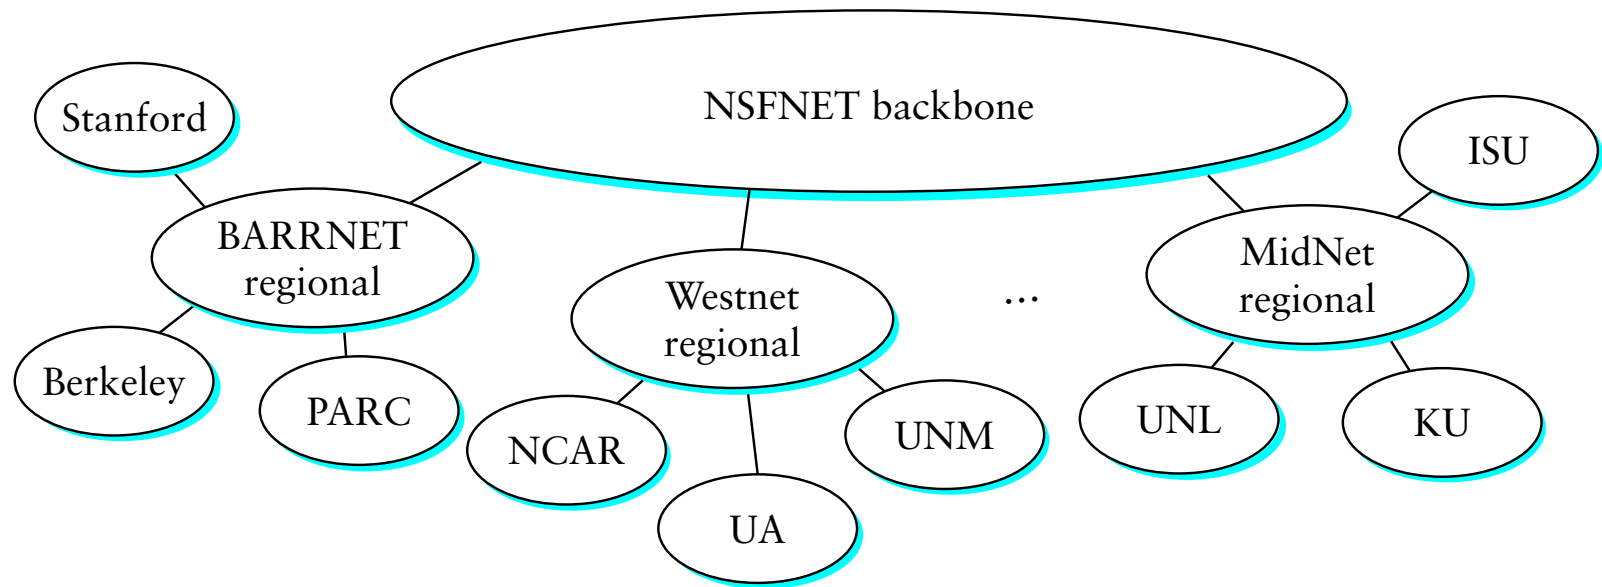 NSFNET backbone
Stanford
ISU
BARRNET
regional
MidNet
regional
Westnet
regional
...
Berkeley
PARC
NCAR
UNM
UNL
KU
UA